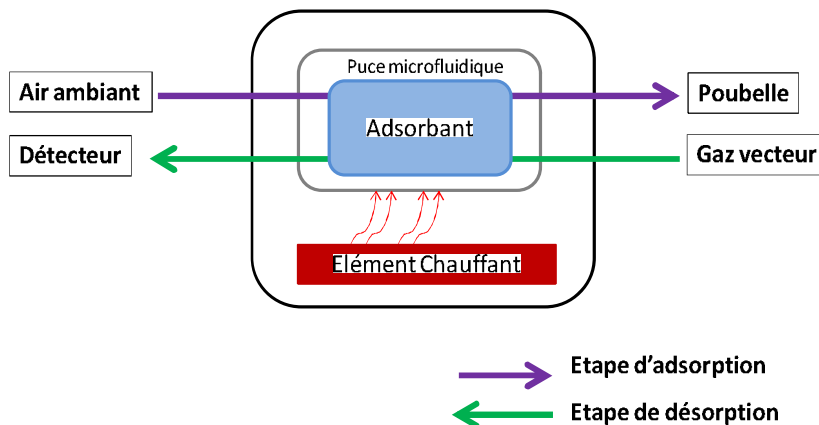 Puce microfluidique
Air ambiant
Poubelle
Adsorbant
Détecteur
Gaz vecteur
Elément Chauffant
Etape d’adsorption
Etape de désorption